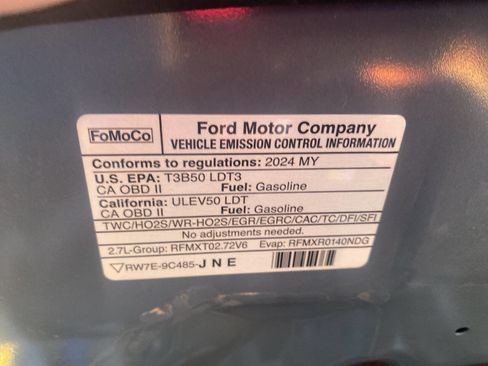 FoMoCo
Ford Motor Company
VEHICLE EMISSION CONTROL INFORMATION
Conforms to regulations: 2024 MY
U.S. EPA: T3B50 LDT3
CA OBD II Fuel: Gasoline
California: ULEV50 LDT
CA OBD II Fuel: Gasoline
TWC/HO2S/WR-HO2S/EGR/EGRC/CAC/TC/DFI/SFI
No adjustments needed.
2.7L-Group: RFMXT02.72V6 Evap: RFMXR0140NDG
RW7E-9C485-J N E